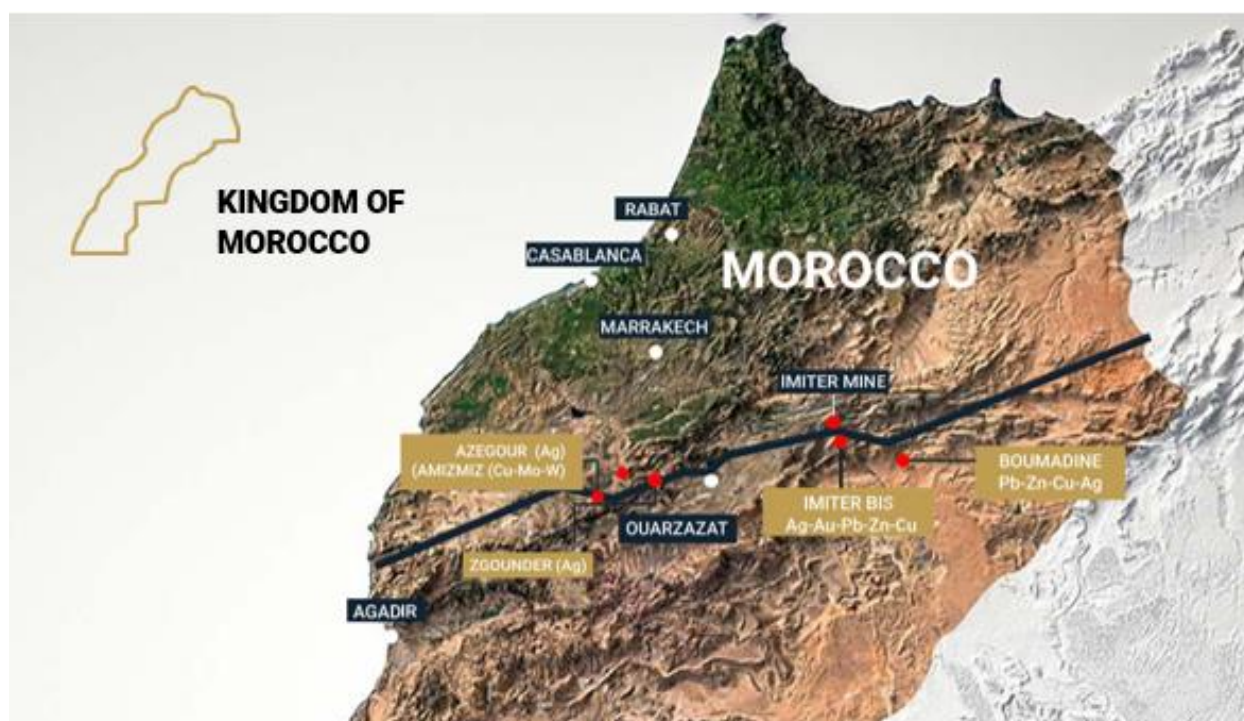 KINGDOM OF
MOROCCO
RABAT
CASABLANCA
MOROCCO
MARRAKECH
IMITER MINE
AZEGOUR (Ag)
(AMIZMIZ (Cu-Mo-W)
BOUMADINE
Pb-Zn-Cu-Ag
IMITER BIS
Ag-Au-Pb-Zn-Cu
OUARZAZAT
ZGOUNDER (Ag)
AGADIR